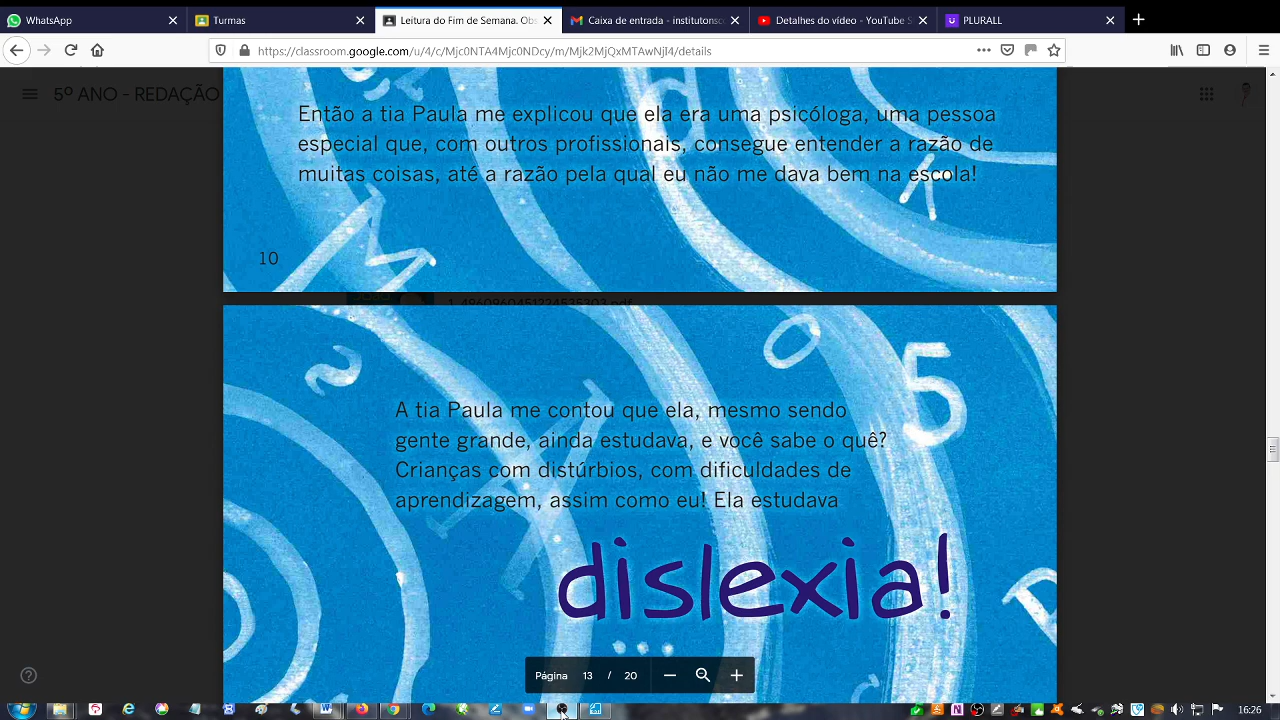 WhatsApp
Turmas
Leitura do Fim de Semana. Obs
Caixa de entrada - institutonsc
Detalhes do vídeo - YouTube S
PLURALL
https://classroom.google.com/u/4/c/Mjc0NTA4Mjc0NDcy/m/Mjk2MjQxMTAwNjI4/details
5º ANO - REDAÇÃO
Então a tia Paula me explicou que ela era uma psicóloga, uma pessoa
especial que, com outros profissionais, consegue entender a razão de
muitas coisas, até a razão pela qual eu não me dava bem na escola!
10
M
A
2
0
5
A tia Paula me contou que ela, mesmo sendo
gente grande, ainda estudava, e você sabe o quê?
Crianças com distúrbios, com dificuldades de
aprendizagem, assim como eu! Ela estudava
dislexia!
Página 13 / 20
16:26